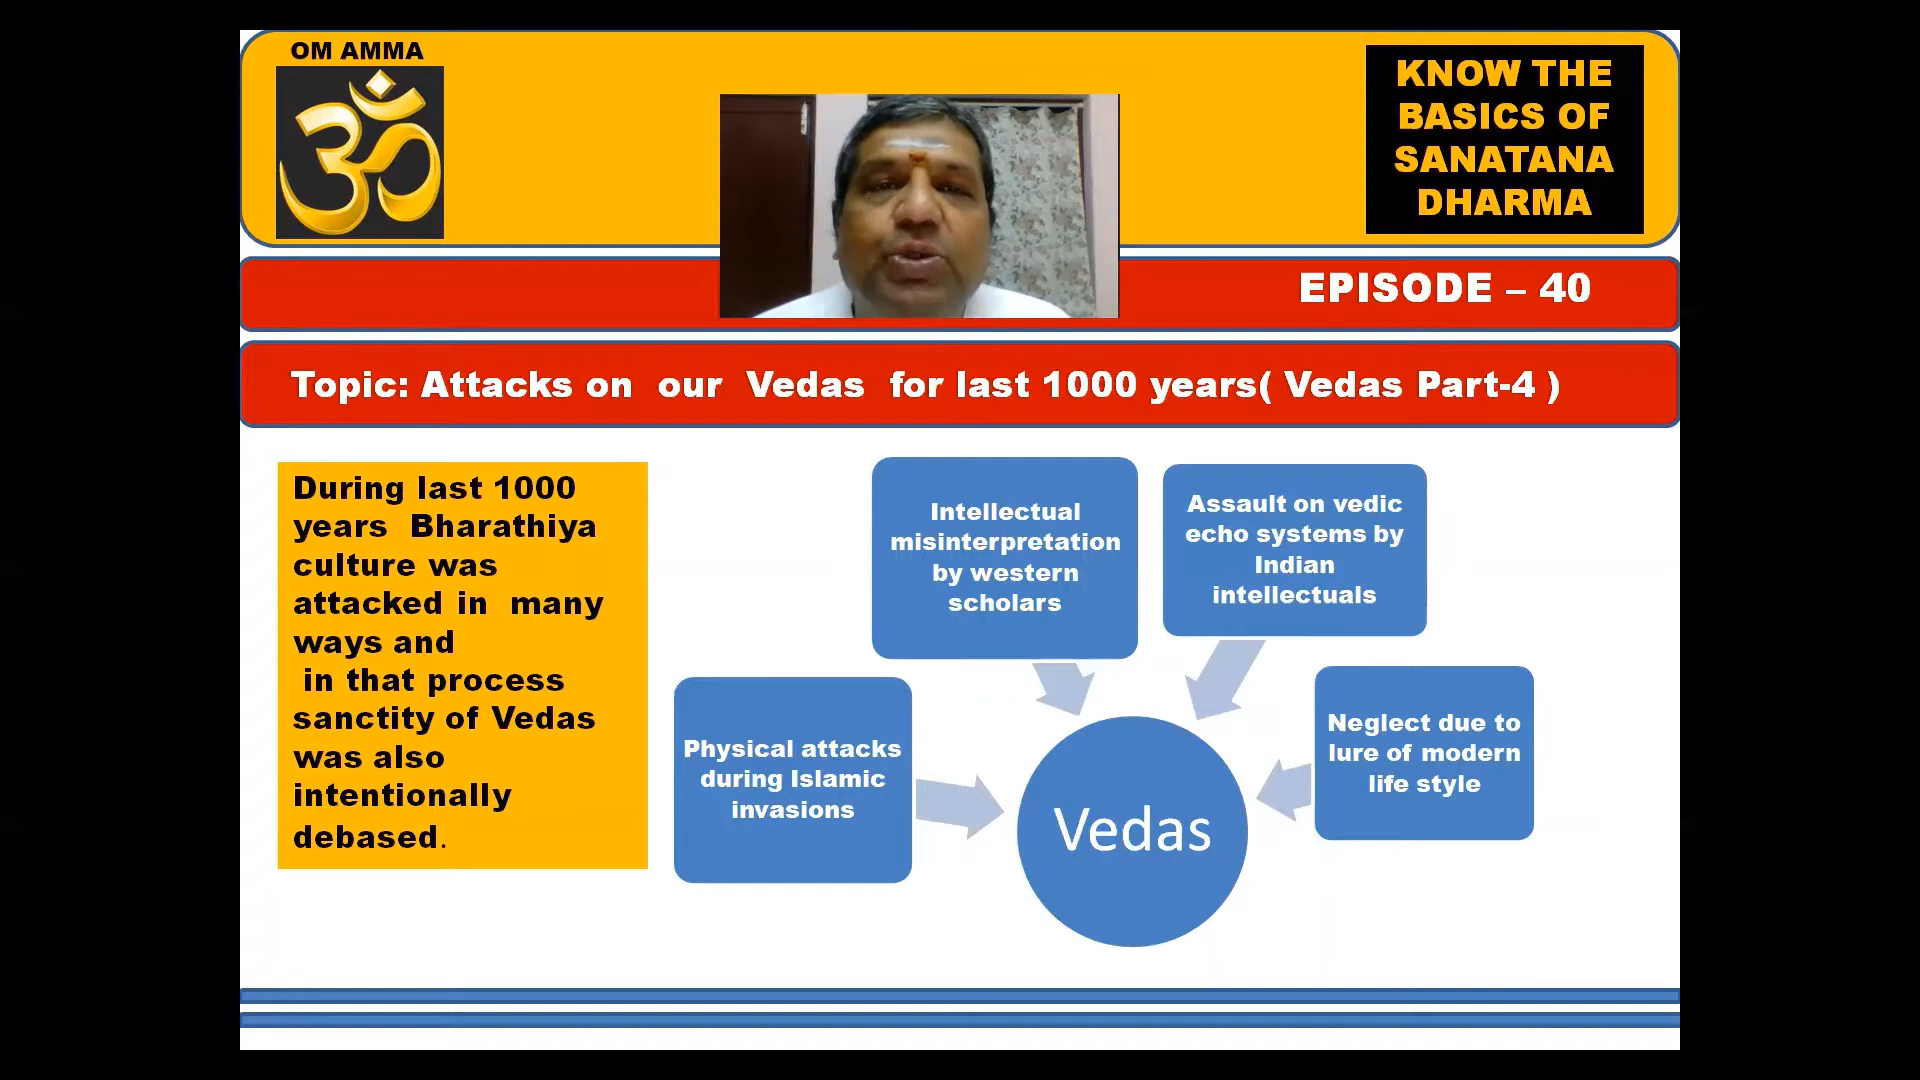 OM AMMA
KNOW THE
BASICS OF
SANATANA
DHARMA
EPISODE – 40
Topic: Attacks on our Vedas for last 1000 years( Vedas Part-4 )
During last 1000
years Bharathiya
culture was
attacked in many
ways and
in that process
sanctity of Vedas
was also
intentionally
debased.
Intellectual
misinterpretation
by western
scholars
Assault on vedic
echo systems by
Indian
intellectuals
Physical attacks
during Islamic
invasions
Neglect due to
lure of modern
life style
Vedas